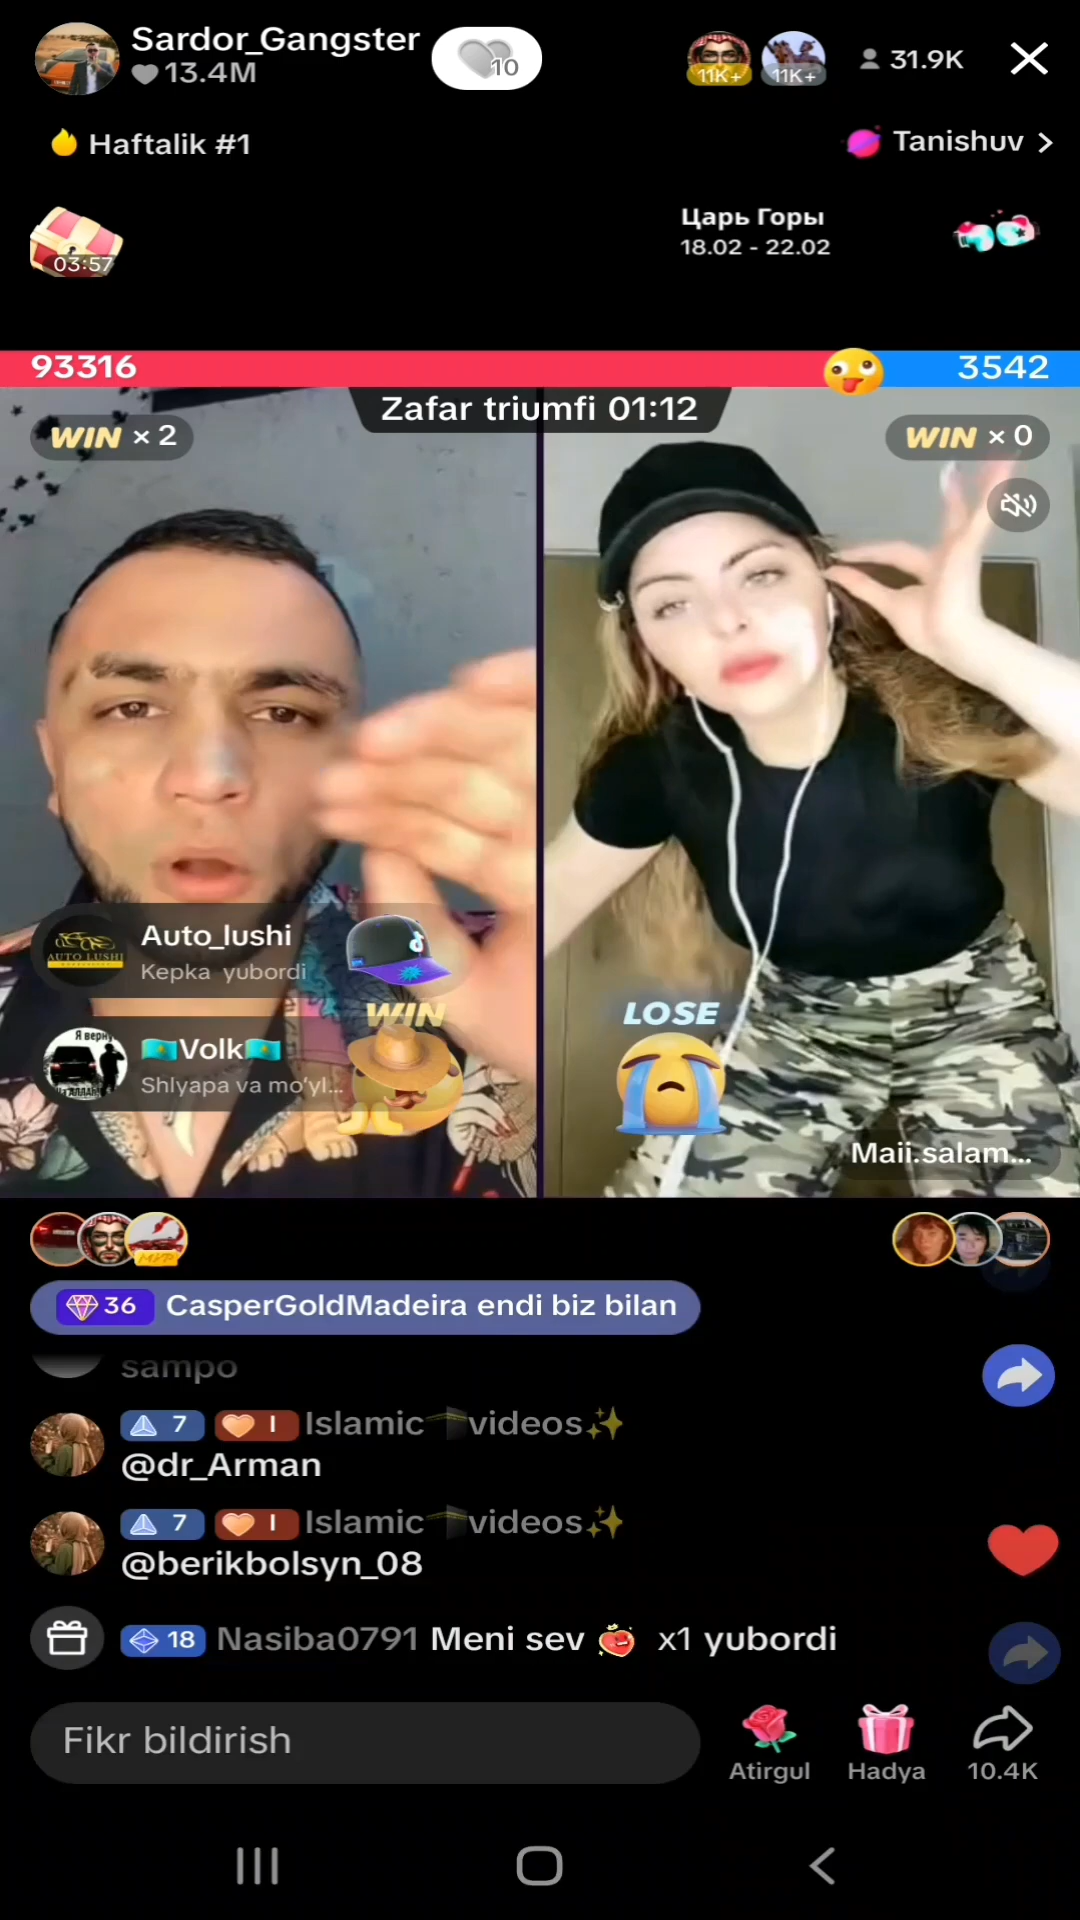 Sardor_Gangster
13.4M
10
11K+
11K+
31.9K
Haftalik #1
Tanishuv
Царь Горы
18.02 - 22.02
03:57
93316
3542
Zafar triumfi 01:12
WIN × 2
WIN × 0
Auto_lushi
Kepka yubordi
AUTO LUSHI
WIN
LOSE
Volk
Shlyapa va mo'yl...
Я верну
Maii.salam...
36 CasperGoldMadeira endi biz bilan
sampo
7 I Islamic videos
@dr_Arman
7 I Islamic videos
@berikbolsyn_08
18 Nasiba0791 Meni sev x1 yubordi
Fikr bildirish
Atirgul
Hadya
10.4K